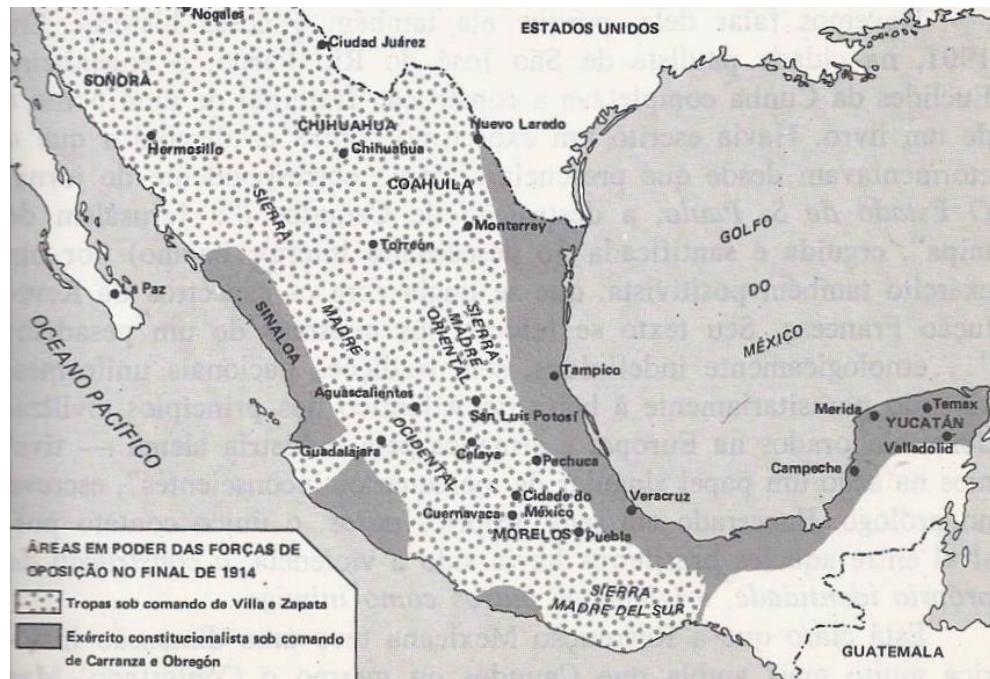 Nogales
Ciudad Juárez
ESTADOS UNIDOS
SONORA
CHIHUAHUA
Nuevo Laredo
Hermosillo
Chihuahua
COAHUILA
SIERRA
MADRE
OCIDENTAL
Monterrey
Torreón
GOLFO
DO
MÉXICO
La Paz
SINALOA
SIERRA
MADRE
ORIENTAL
OCEANO PACÍFICO
Tampico
Aguascalientes
San Luis Potosí
Merida
Temax
YUCATÁN
Valladolid
Guadalájara
Celaya
Pachuca
Campeche
Cidade do
México
Veracruz
Cuernavaca
MORELOS
Puebla
SIERRA
MADRE DEL SUR
GUATEMALA
ÁREAS EM PODER DAS FORÇAS DE
OPOSIÇÃO NO FINAL DE 1914
Tropas sob comando de Villa e Zapata
Exército constitucionalista sob comando
de Carranza e Obregón